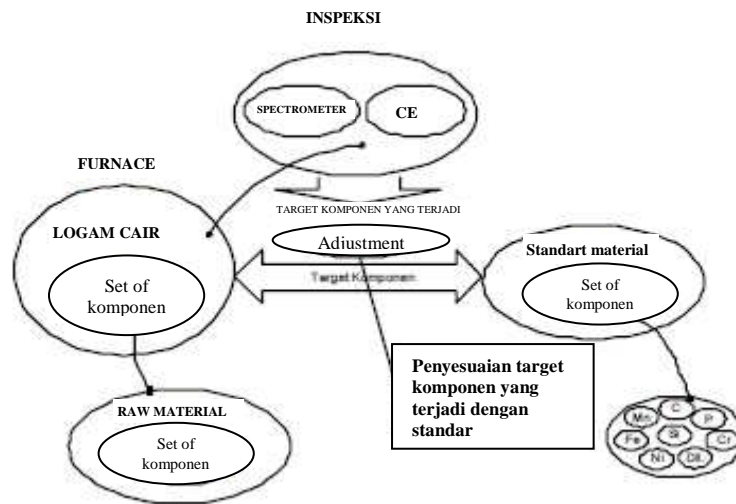 INSPEKSI
SPECTROMETER
CE
FURNACE
TARGET KOMPONEN YANG TERJADI
LOGAM CAIR
Adjustment
Standart material
Target Komponen
Set of
komponen
Set of
komponen
Penyesuaian target
komponen yang
terjadi dengan
standar
RAW MATERIAL
Set of
komponen
C
Mn
P
Fe
Si
Cr
Ni
Dll.